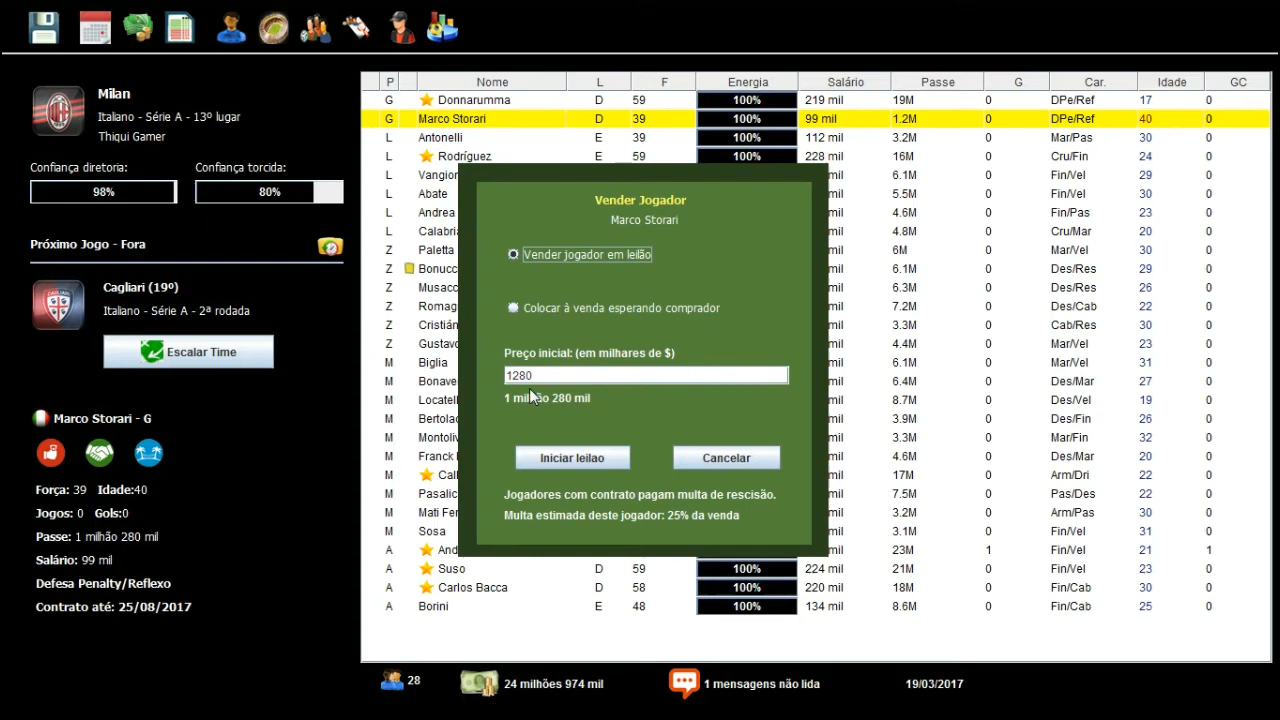 Milan
Italiano - Série A - 13º lugar
Thiqui Gamer
Confiança diretoria: Confiança torcida:
98% 80%
Próximo Jogo - Fora
Cagliari (19º)
Italiano - Série A - 2ª rodada
Escalar Time
Marco Storari - G
Força: 39 Idade:40
Jogos: 0 Gols:0
Passe: 1 milhão 280 mil
Salário: 99 mil
Defesa Penalty/Reflexo
Contrato até: 25/08/2017
P Nome L F Energia Salário Passe G Car. Idade GC
G Donnarumma D 59 100% 219 mil 19M 0 DPe/Ref 17 0
G Marco Storari D 39 100% 99 mil 1.2M 0 DPe/Ref 40 0
L Antonelli E 39 100% 112 mil 3.2M 0 Mar/Pas 30 0
L Rodríguez E 59 100% 228 mil 16M 0 Cru/Fin 24 0
L Vangion mil 6.1M 0 Fin/Vel 29 0
L Abate mil 5.5M 0 Fin/Vel 30 0
L Andrea mil 4.6M 0 Fin/Pas 23 0
L Calabri mil 4.8M 0 Cru/Mar 20 0
Z Paletta mil 6M 0 Mar/Vel 30 0
Z Bonucc mil 6.1M 0 Des/Res 29 0
Z Musacc mil 6.3M 0 Des/Res 26 0
Z Romag mil 7.2M 0 Des/Cab 22 0
Z Cristián mil 3.3M 0 Cab/Res 30 0
Z Gustavo mil 4.4M 0 Fin/Vel 30 0
M Biglia mil 6.1M 0 Mar/Vel 31 0
M Bonave mil 6.4M 0 Des/Mar 27 0
M Locatell mil 8.7M 0 Des/Vel 19 0
M Bertolac mil 3.9M 0 Des/Fin 26 0
M Montoliv mil 3.3M 0 Mar/Fin 32 0
M Franck mil 4.6M 0 Des/Mar 20 0
M Call mil 17M 0 Arm/Dri 22 0
M Pasalic mil 7.5M 0 Pas/Des 22 0
M Mati Fer mil 3.2M 0 Arm/Pas 30 0
M Sosa mil 3.1M 0 Fin/Vel 31 0
A And mil 23M 1 Fin/Vel 21 1
A Suso D 59 100% 224 mil 21M 0 Fin/Vel 23 0
A Carlos Bacca D 58 100% 220 mil 18M 0 Fin/Cab 30 0
A Borini E 48 100% 134 mil 8.6M 0 Fin/Cab 25 0
Vender Jogador
Marco Storari
Vender jogador em leilão
Colocar à venda esperando comprador
Preço inicial: (em milhares de $)
1280
1 milhão 280 mil
Iniciar leilao Cancelar
Jogadores com contrato pagam multa de rescisão.
Multa estimada deste jogador: 25% da venda
28 24 milhões 974 mil 1 mensagens não lida 19/03/2017